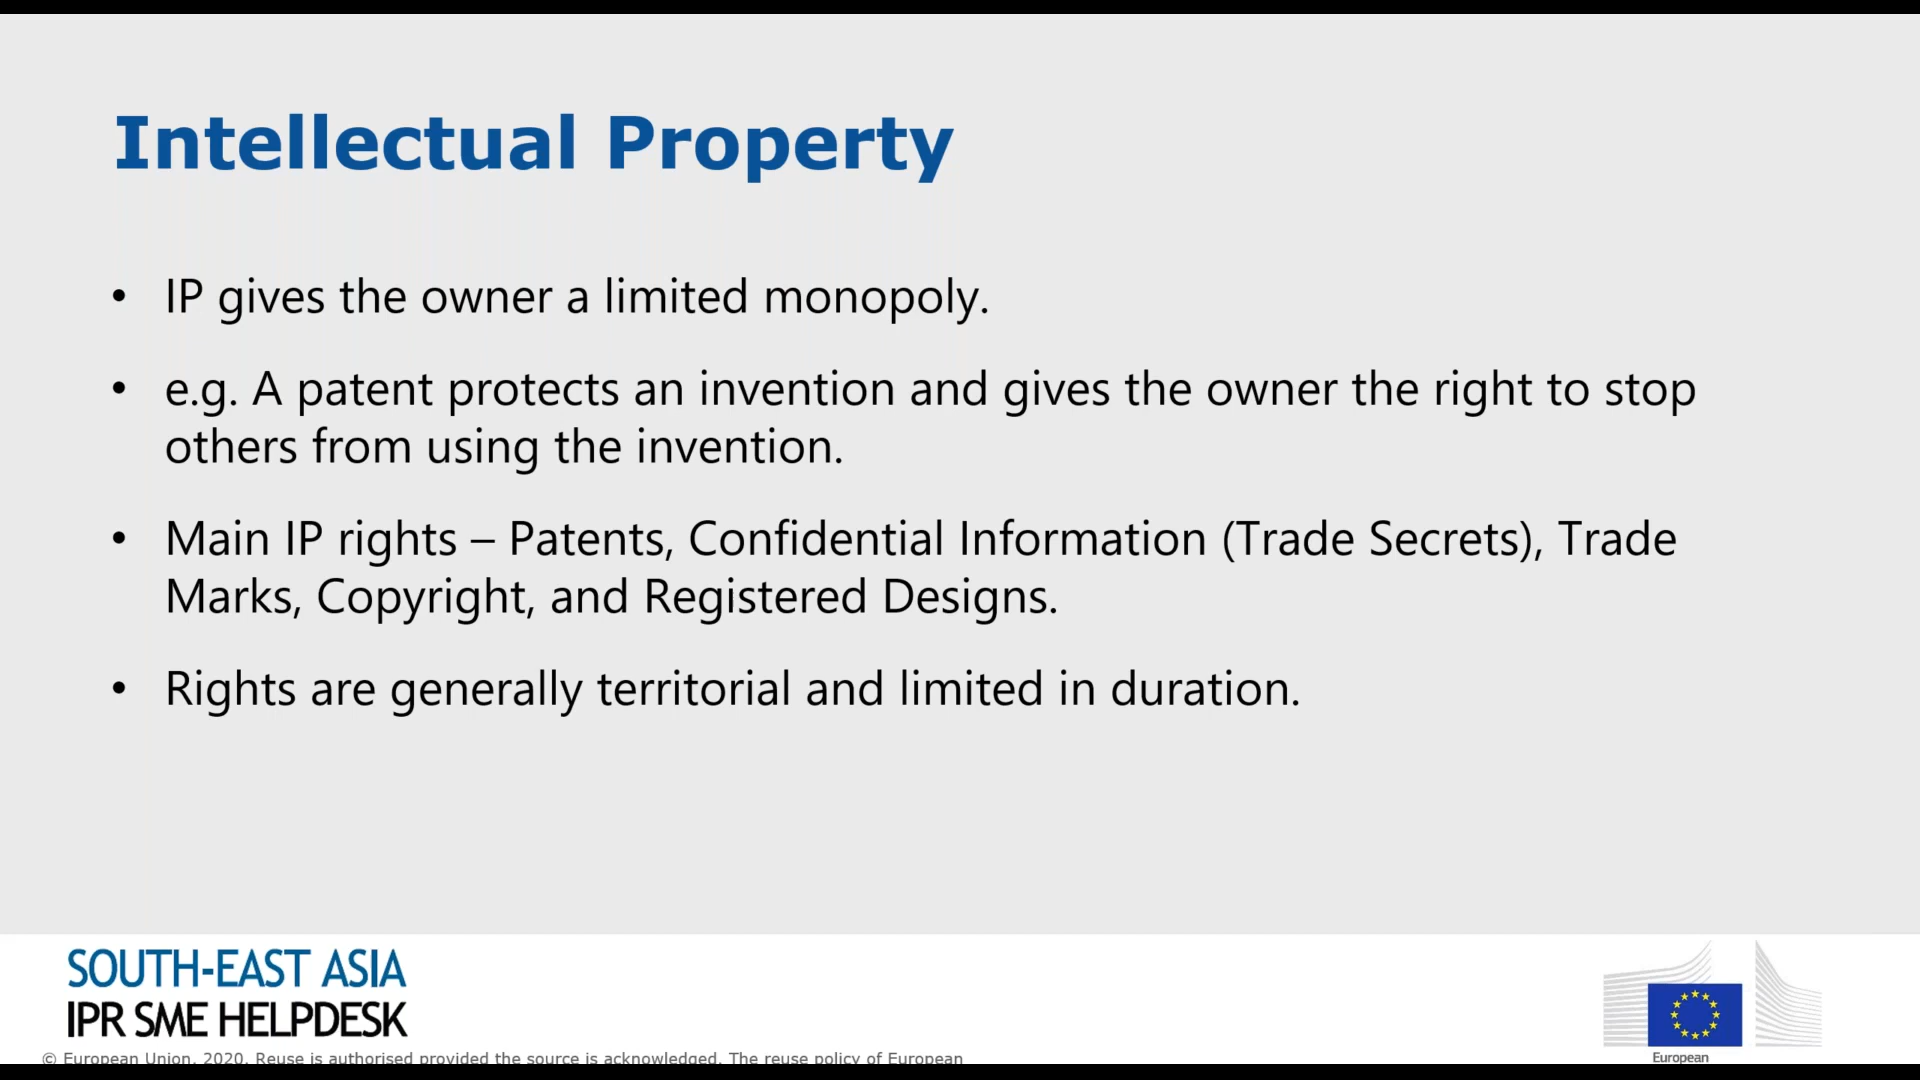 Intellectual Property
• IP gives the owner a limited monopoly.
• e.g. A patent protects an invention and gives the owner the right to stop
others from using the invention.
• Main IP rights – Patents, Confidential Information (Trade Secrets), Trade
Marks, Copyright, and Registered Designs.
• Rights are generally territorial and limited in duration.
SOUTH-EAST ASIA
IPR SME HELPDESK
© European Union, 2020. Reuse is authorised provided the source is acknowledged. The reuse policy of European
European